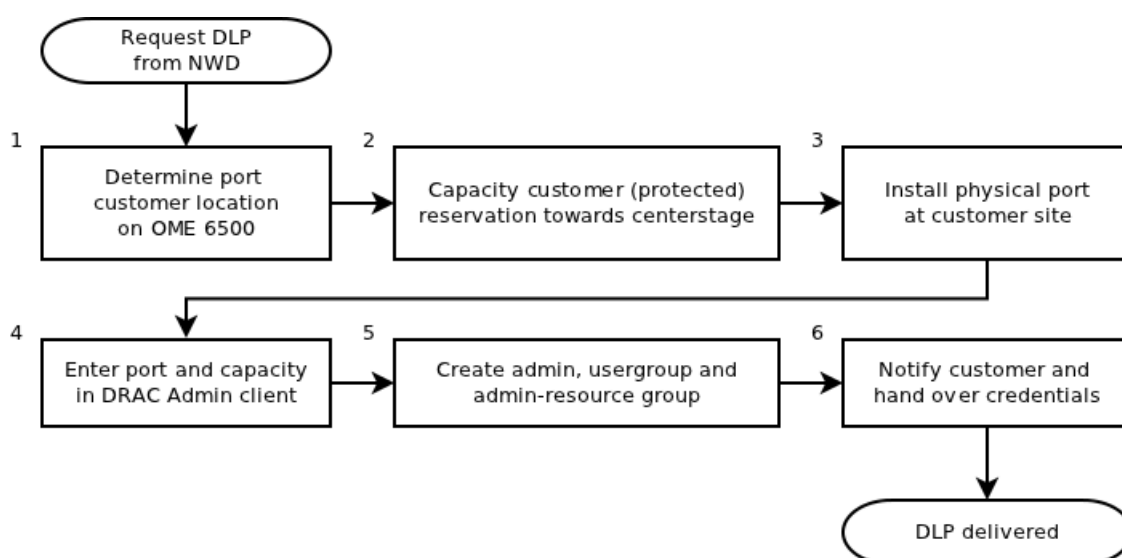 Request DLP
from NWD
1
Determine port
customer location
on OME 6500
2
Capacity customer (protected)
reservation towards centerstage
3
Install physical port
at customer site
4
Enter port and capacity
in DRAC Admin client
5
Create admin, usergroup and
admin-resource group
6
Notify customer and
hand over credentials
DLP delivered